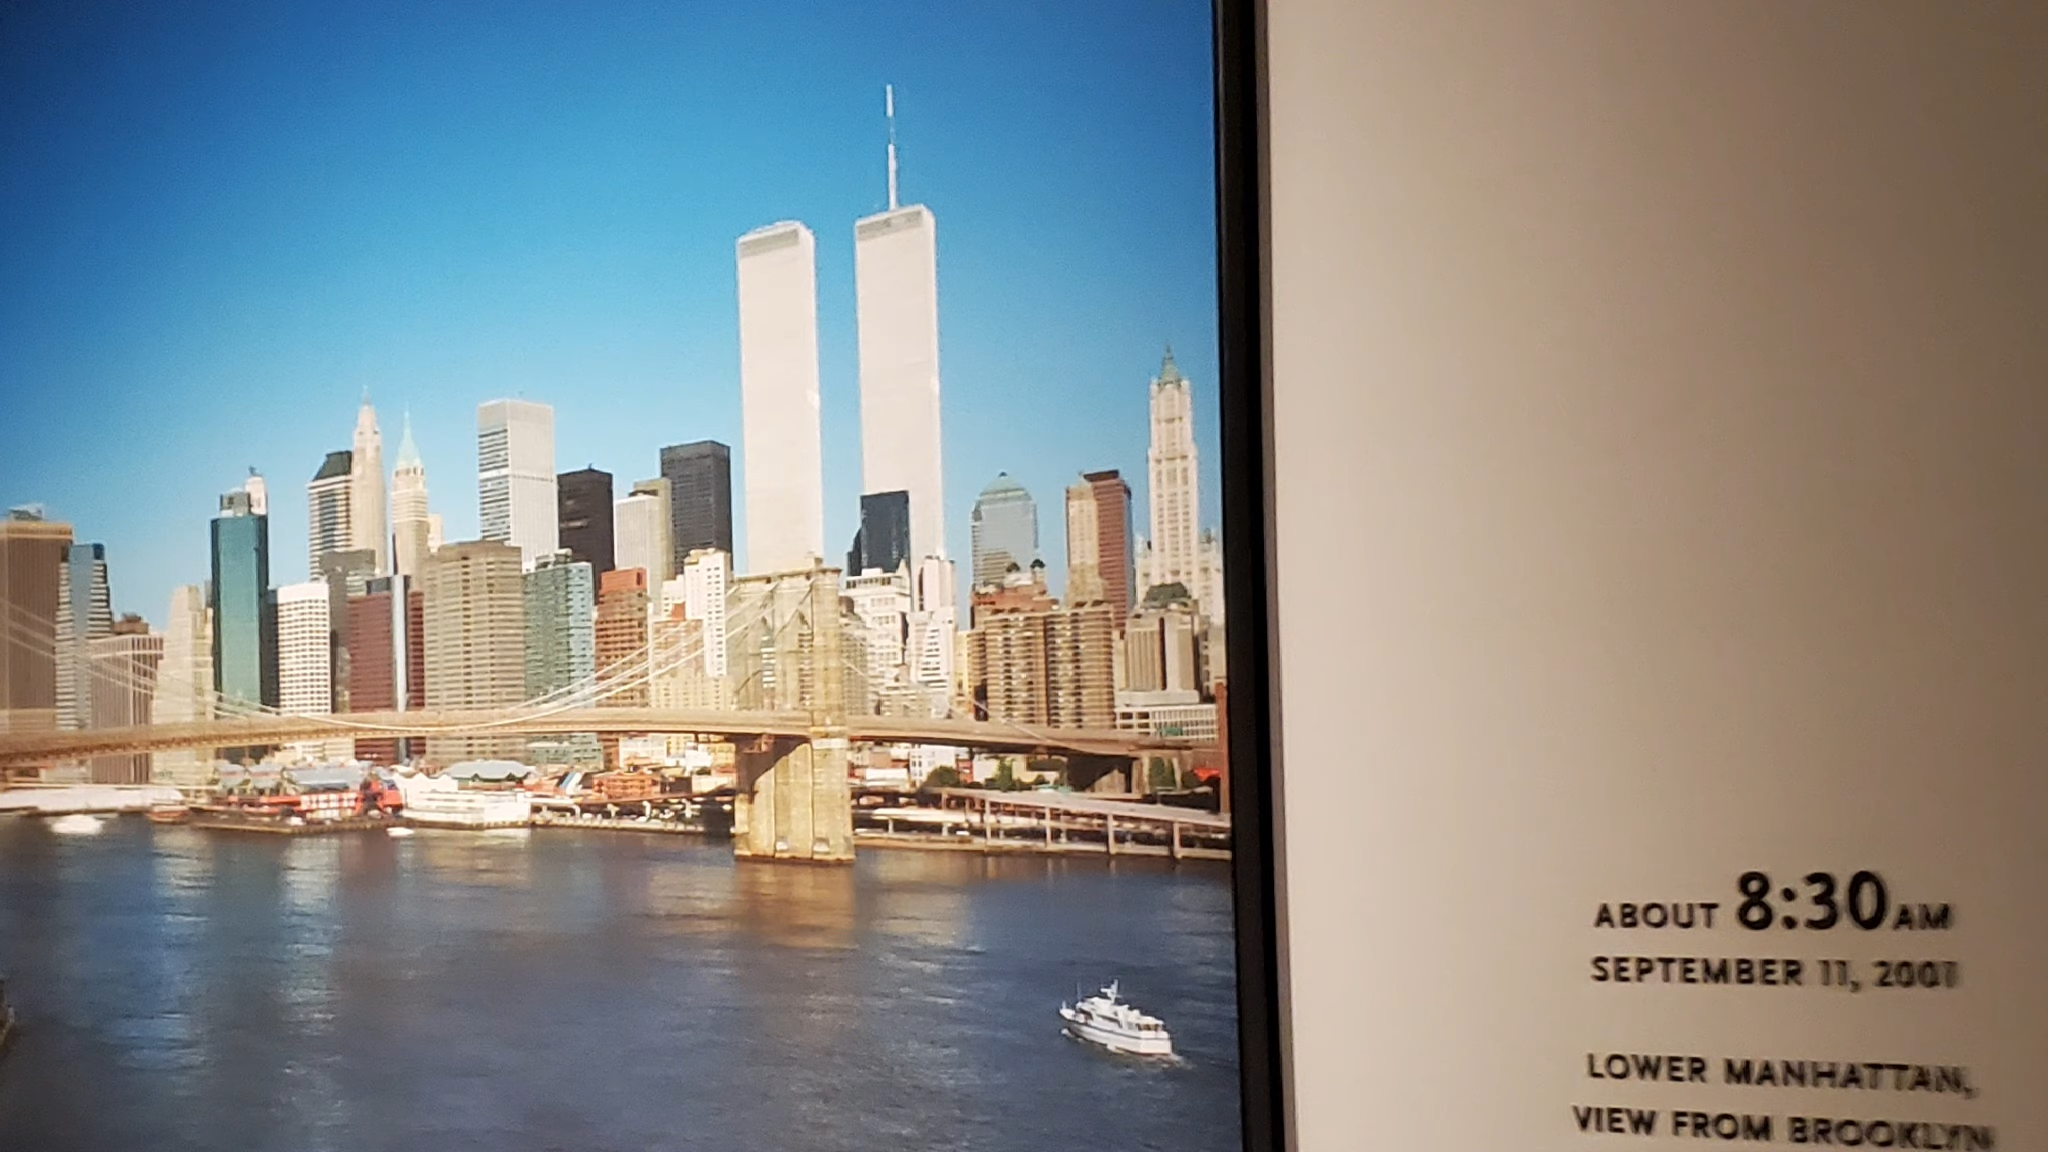 ABOUT 8:30AM
SEPTEMBER 11, 2001
LOWER MANHATTAN,
VIEW FROM BROOKLYN